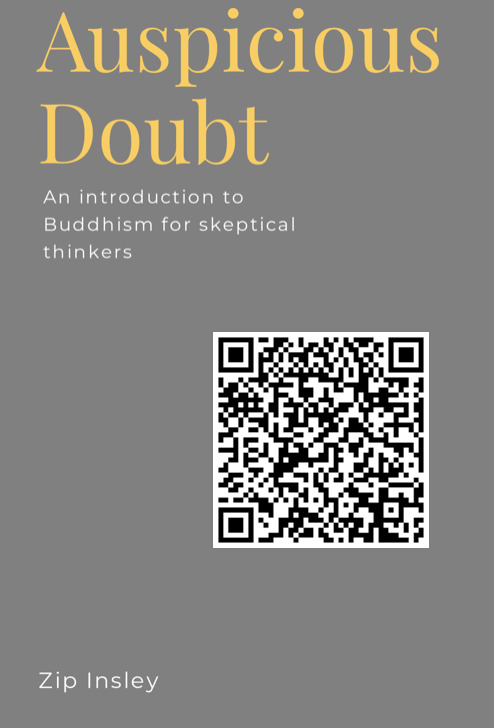 Auspicious
Doubt
An introduction to
Buddhism for skeptical
thinkers
Zip Insley